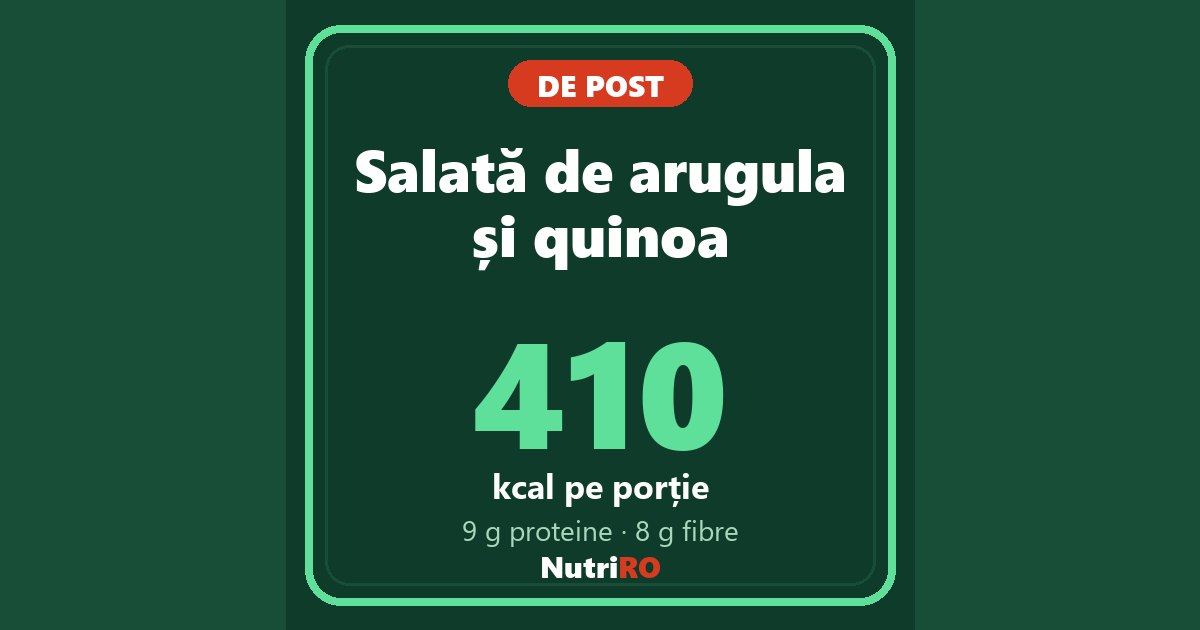 DE POST
Salată de arugula
și quinoa
410
kcal pe porție
9 g proteine · 8 g fibre
NutriRO